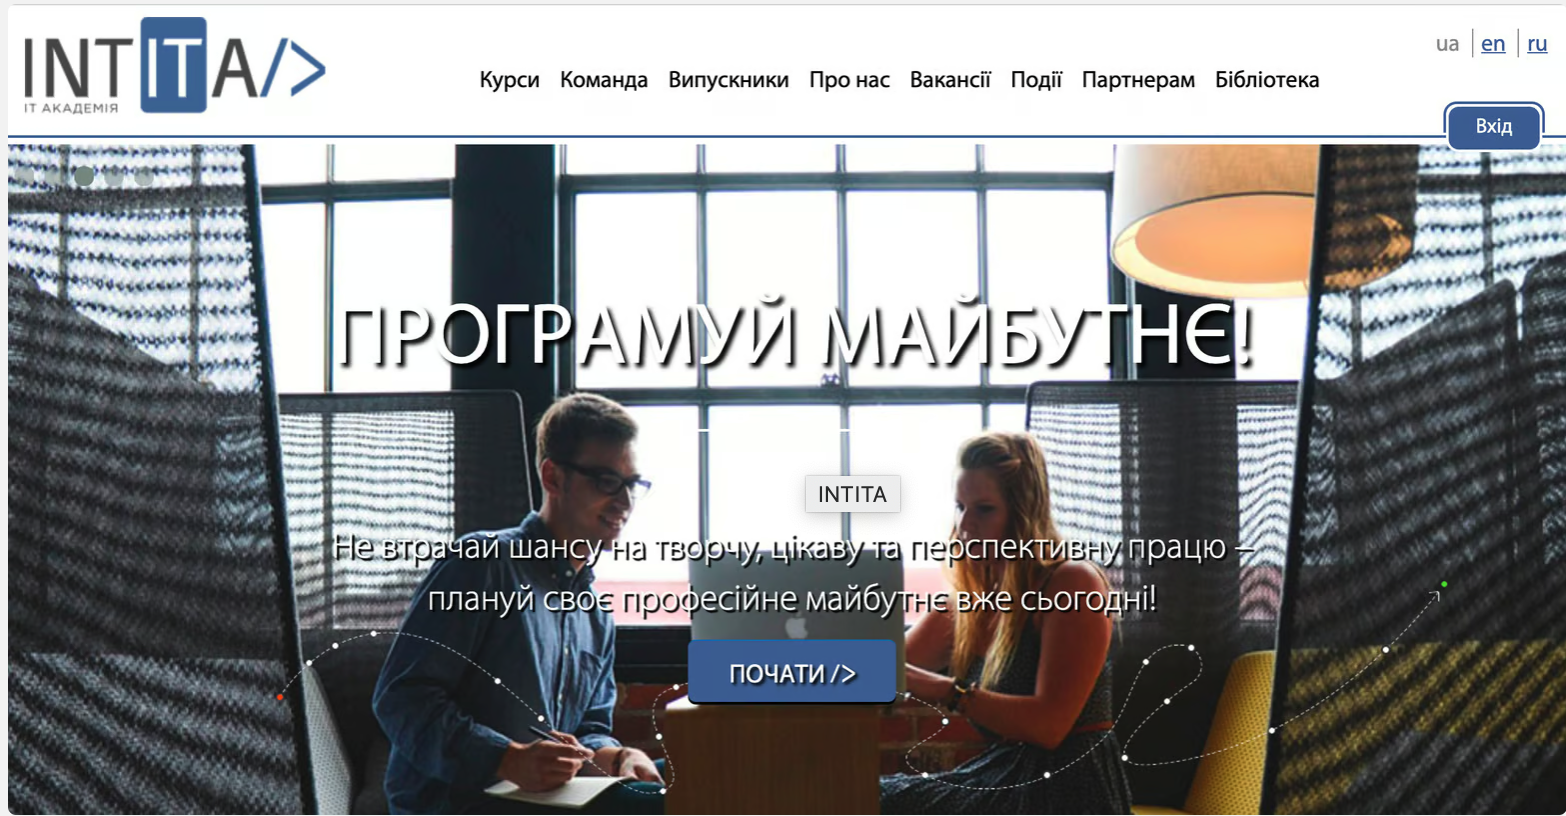 INTITA/>
ІТ АКАДЕМІЯ
Курси Команда Випускники Про нас Вакансії Події Партнерам Бібліотека
ua en ru
Вхід
ПРОГРАМУЙ МАЙБУТНЄ!
INTITA
Не втрачай шансу на творчу, цікаву та перспективну працю –
плануй своє професійне майбутнє вже сьогодні!
ПОЧАТИ />